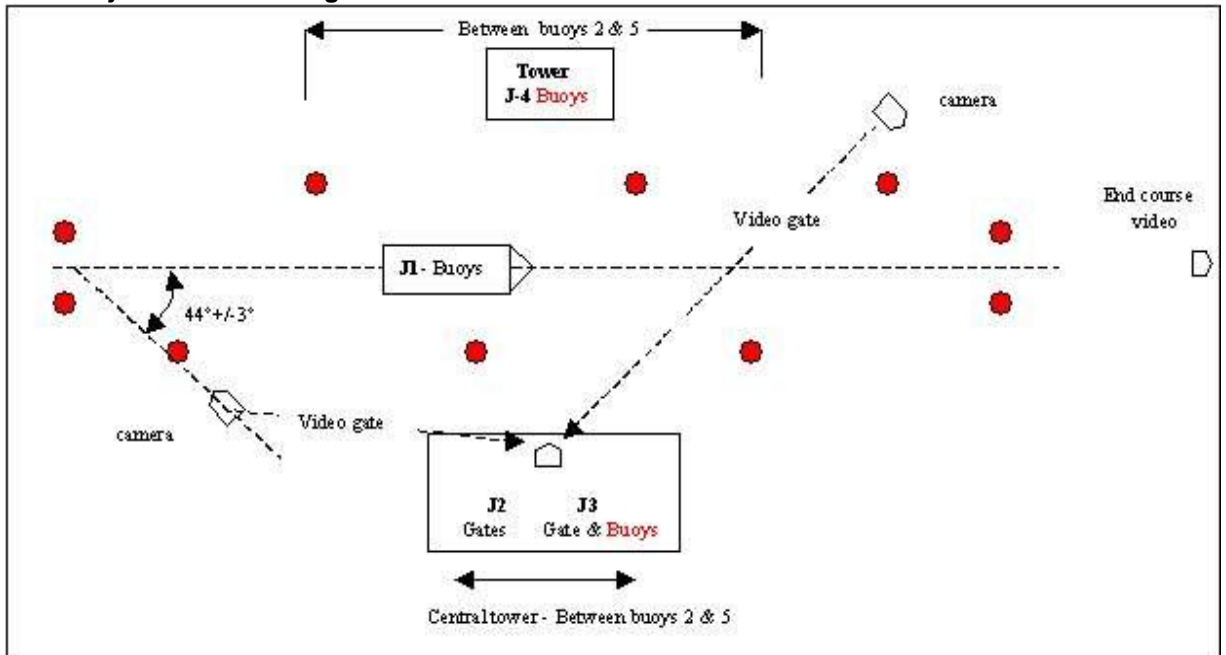 Between buoys 2 & 5
Tower
J-4 Buoys
camera
End course
video
Video gate
J1 - Buoys
44°+/-3°
Video gate
camera
J2
Gates
J3
Gate & Buoys
Central tower - Between buoys 2 & 5